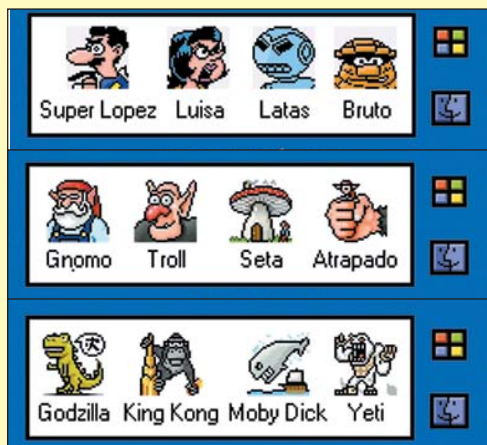 Super Lopez Luisa Latas Bruto
Gnomo Troll Seta Atrapado
Godzilla King Kong Moby Dick Yeti